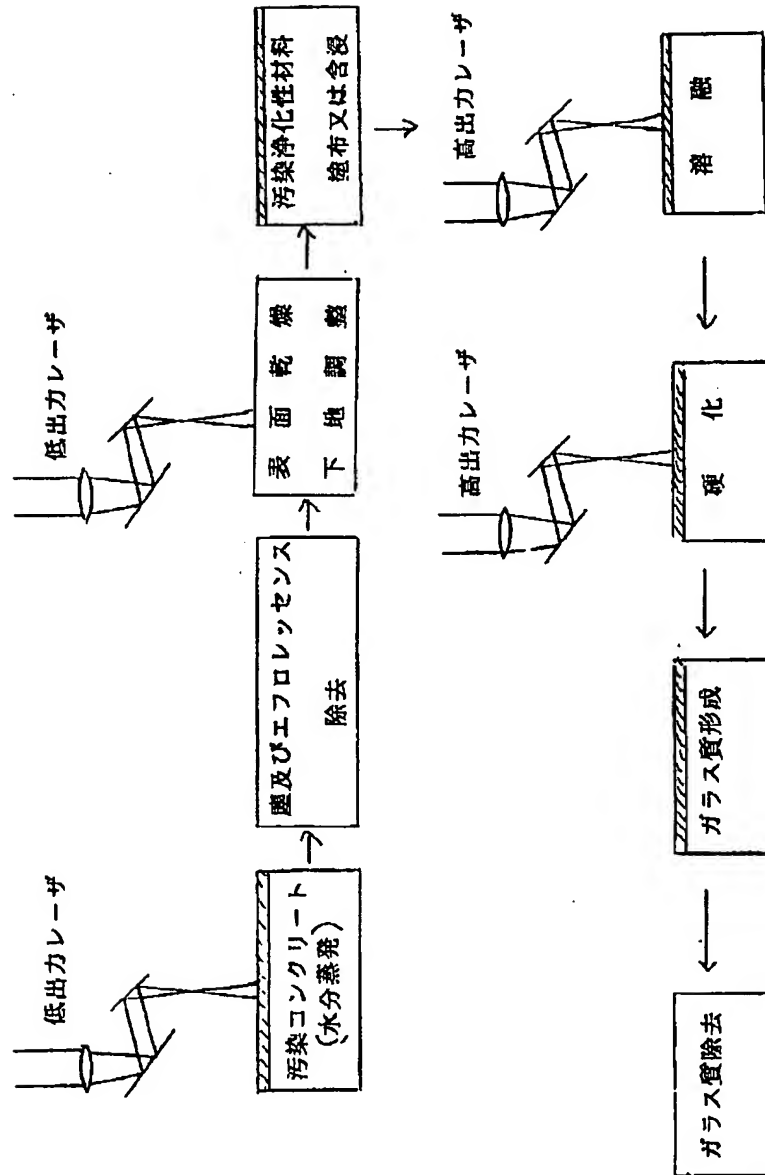 低出力レーザ
汚染コンクリート
(水分蒸発)
塵及びエフロレッセンス
除去
低出力レーザ
表面乾燥
下地調整
汚染浄化性材料
塗布又は含浸
高出力レーザ
溶融
高出力レーザ
硬化
ガラス質形成
ガラス質除去